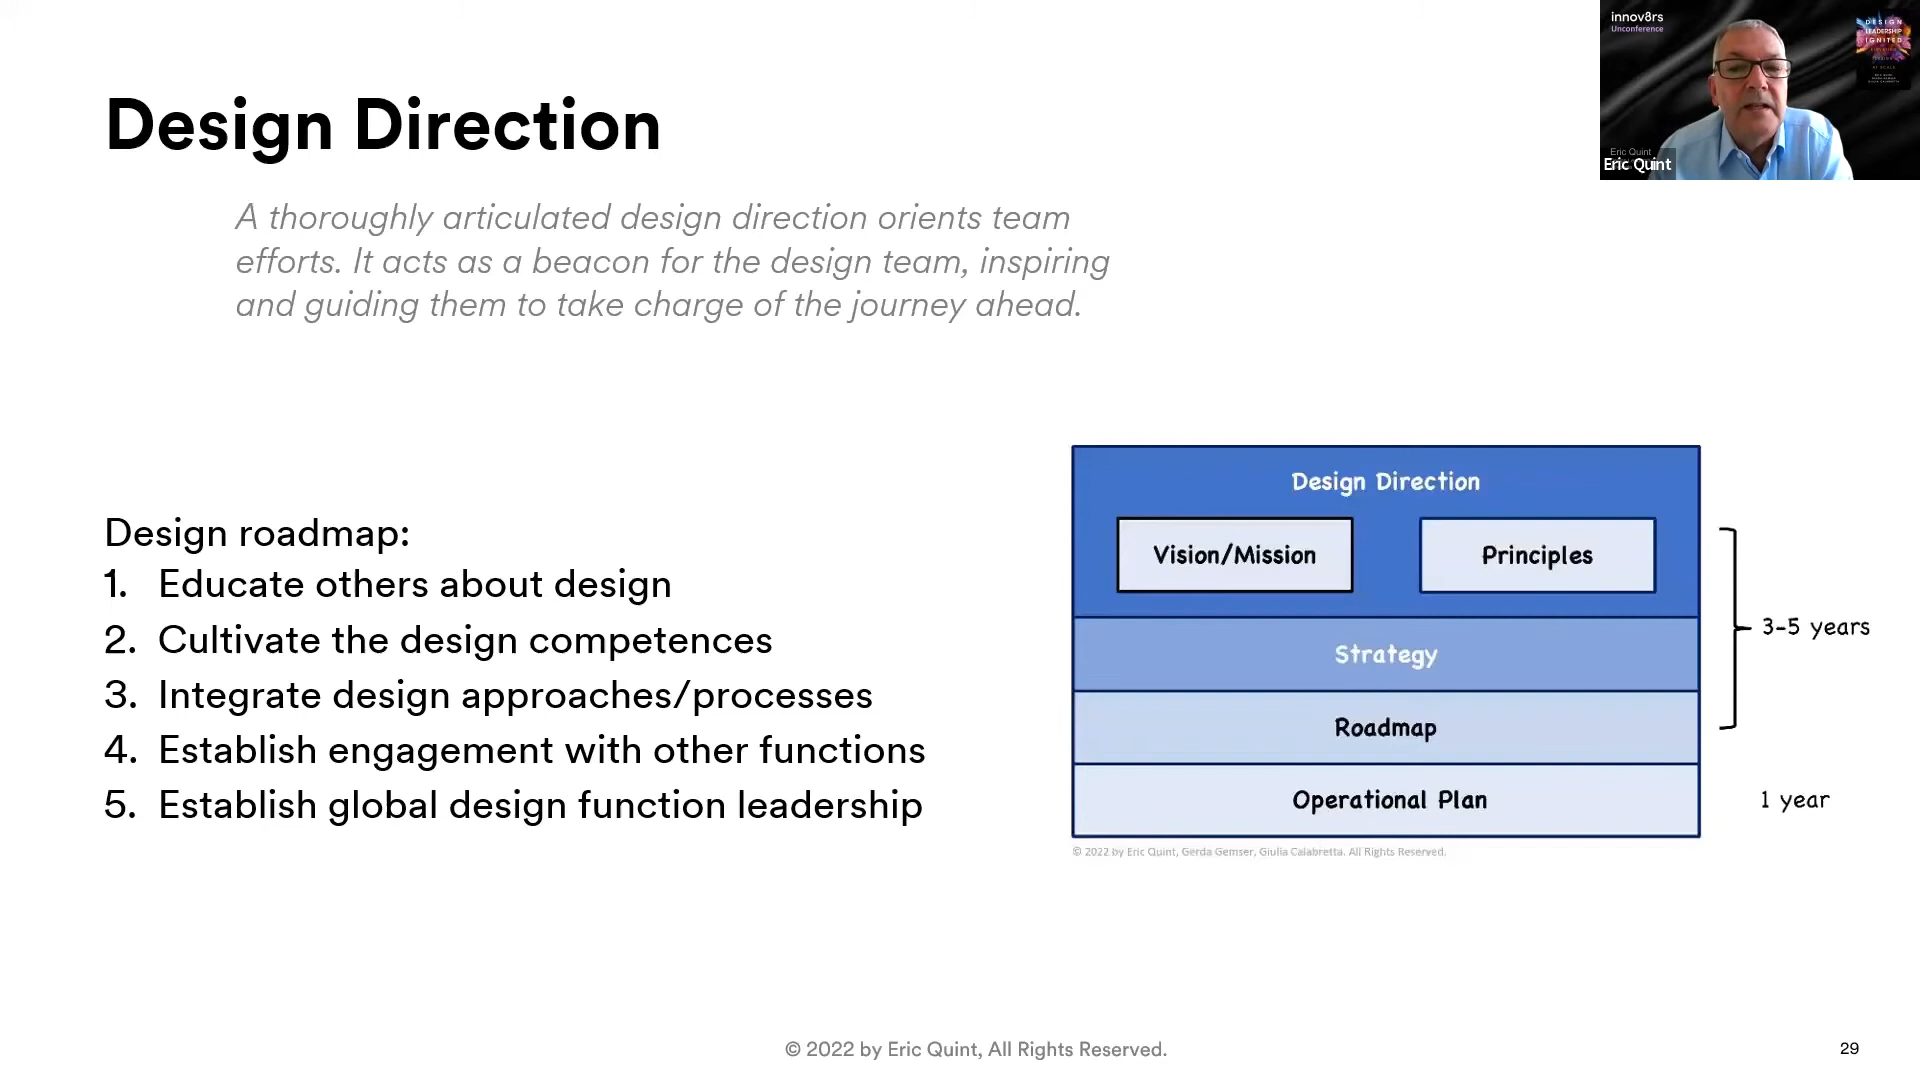 innov8rs
Unconference
DESIGN
LEADERSHIP
IGNITED
Eric Quint
Eric Quint
Design Direction
A thoroughly articulated design direction orients team
efforts. It acts as a beacon for the design team, inspiring
and guiding them to take charge of the journey ahead.
Design roadmap:
1. Educate others about design
2. Cultivate the design competences
3. Integrate design approaches/processes
4. Establish engagement with other functions
5. Establish global design function leadership
Design Direction
Vision/Mission
Principles
Strategy
Roadmap
Operational Plan
3-5 years
1 year
© 2022 by Eric Quint, Gerda Gemser, Giulia Calabretta. All Rights Reserved.
© 2022 by Eric Quint, All Rights Reserved.
29